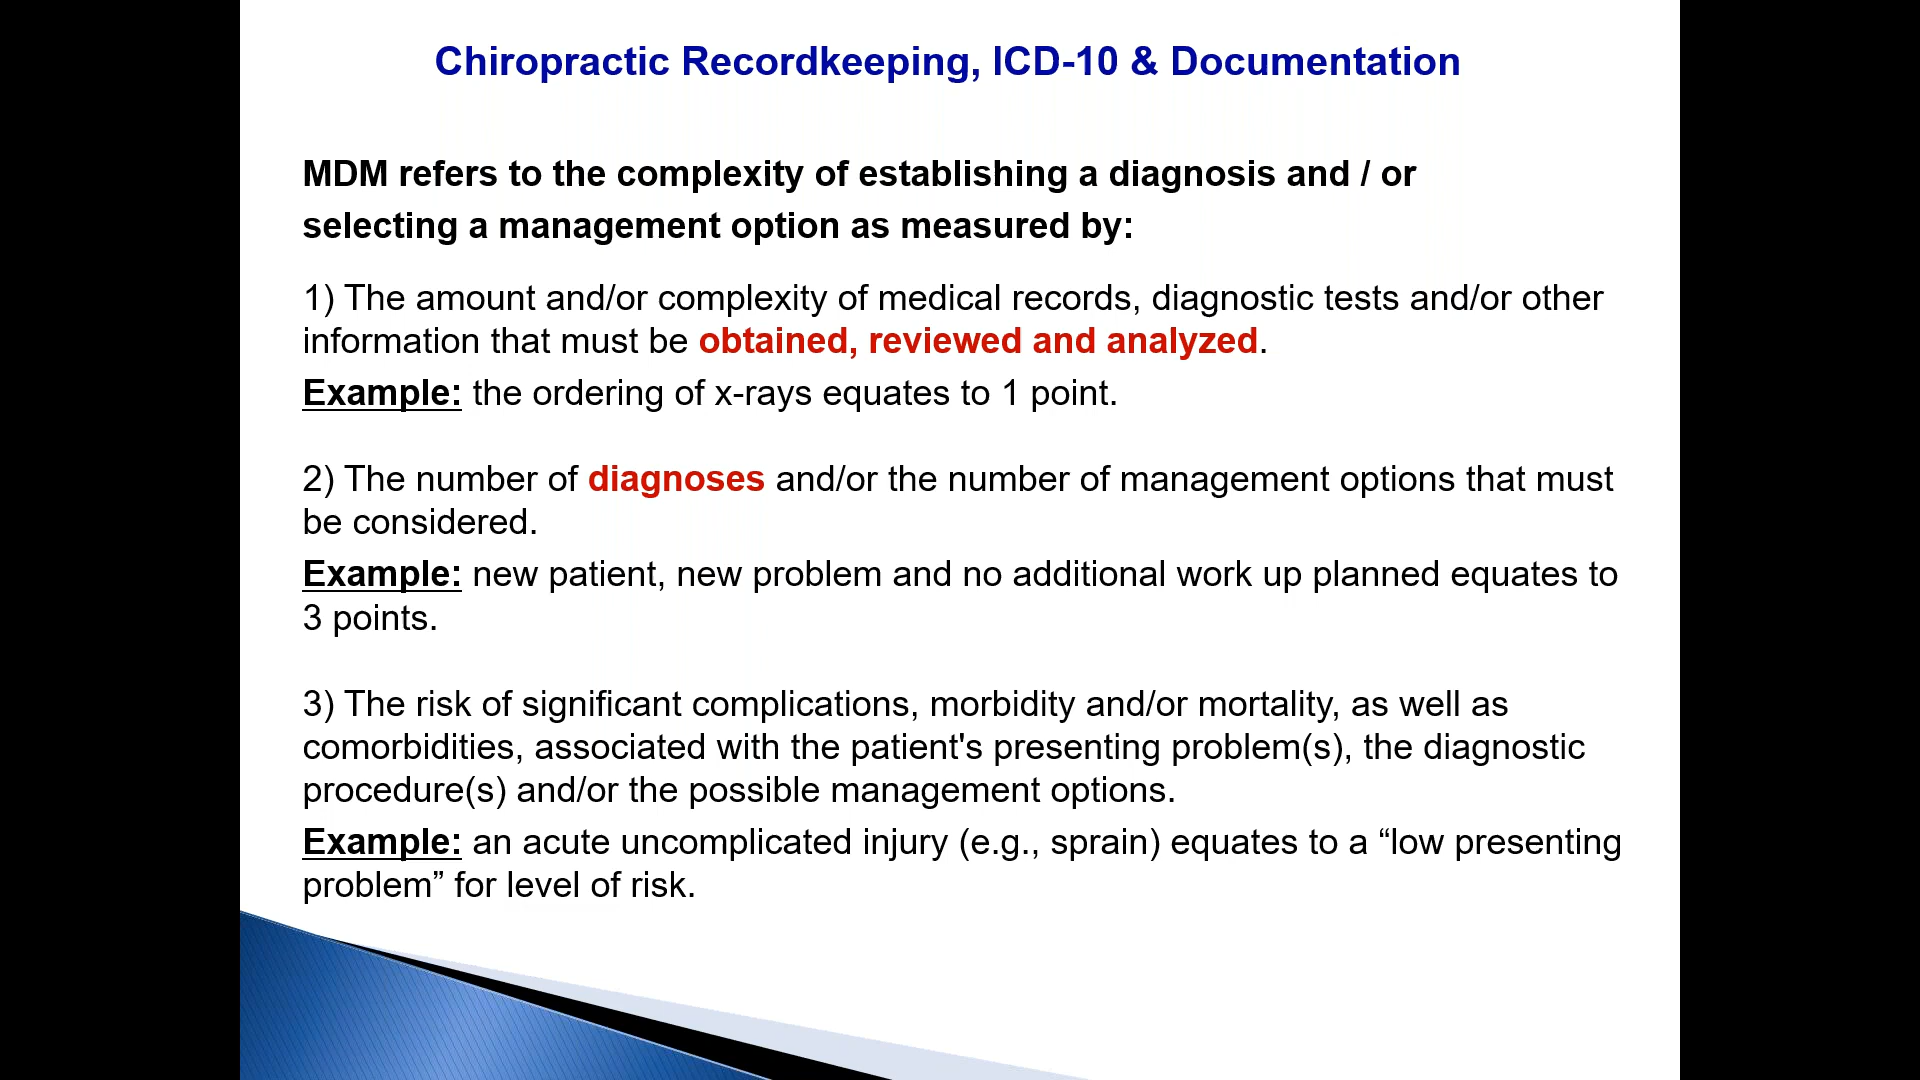 Chiropractic Recordkeeping, ICD-10 & Documentation
MDM refers to the complexity of establishing a diagnosis and / or
selecting a management option as measured by:
1) The amount and/or complexity of medical records, diagnostic tests and/or other
information that must be obtained, reviewed and analyzed.
Example: the ordering of x-rays equates to 1 point.
2) The number of diagnoses and/or the number of management options that must
be considered.
Example: new patient, new problem and no additional work up planned equates to
3 points.
3) The risk of significant complications, morbidity and/or mortality, as well as
comorbidities, associated with the patient's presenting problem(s), the diagnostic
procedure(s) and/or the possible management options.
Example: an acute uncomplicated injury (e.g., sprain) equates to a “low presenting
problem” for level of risk.